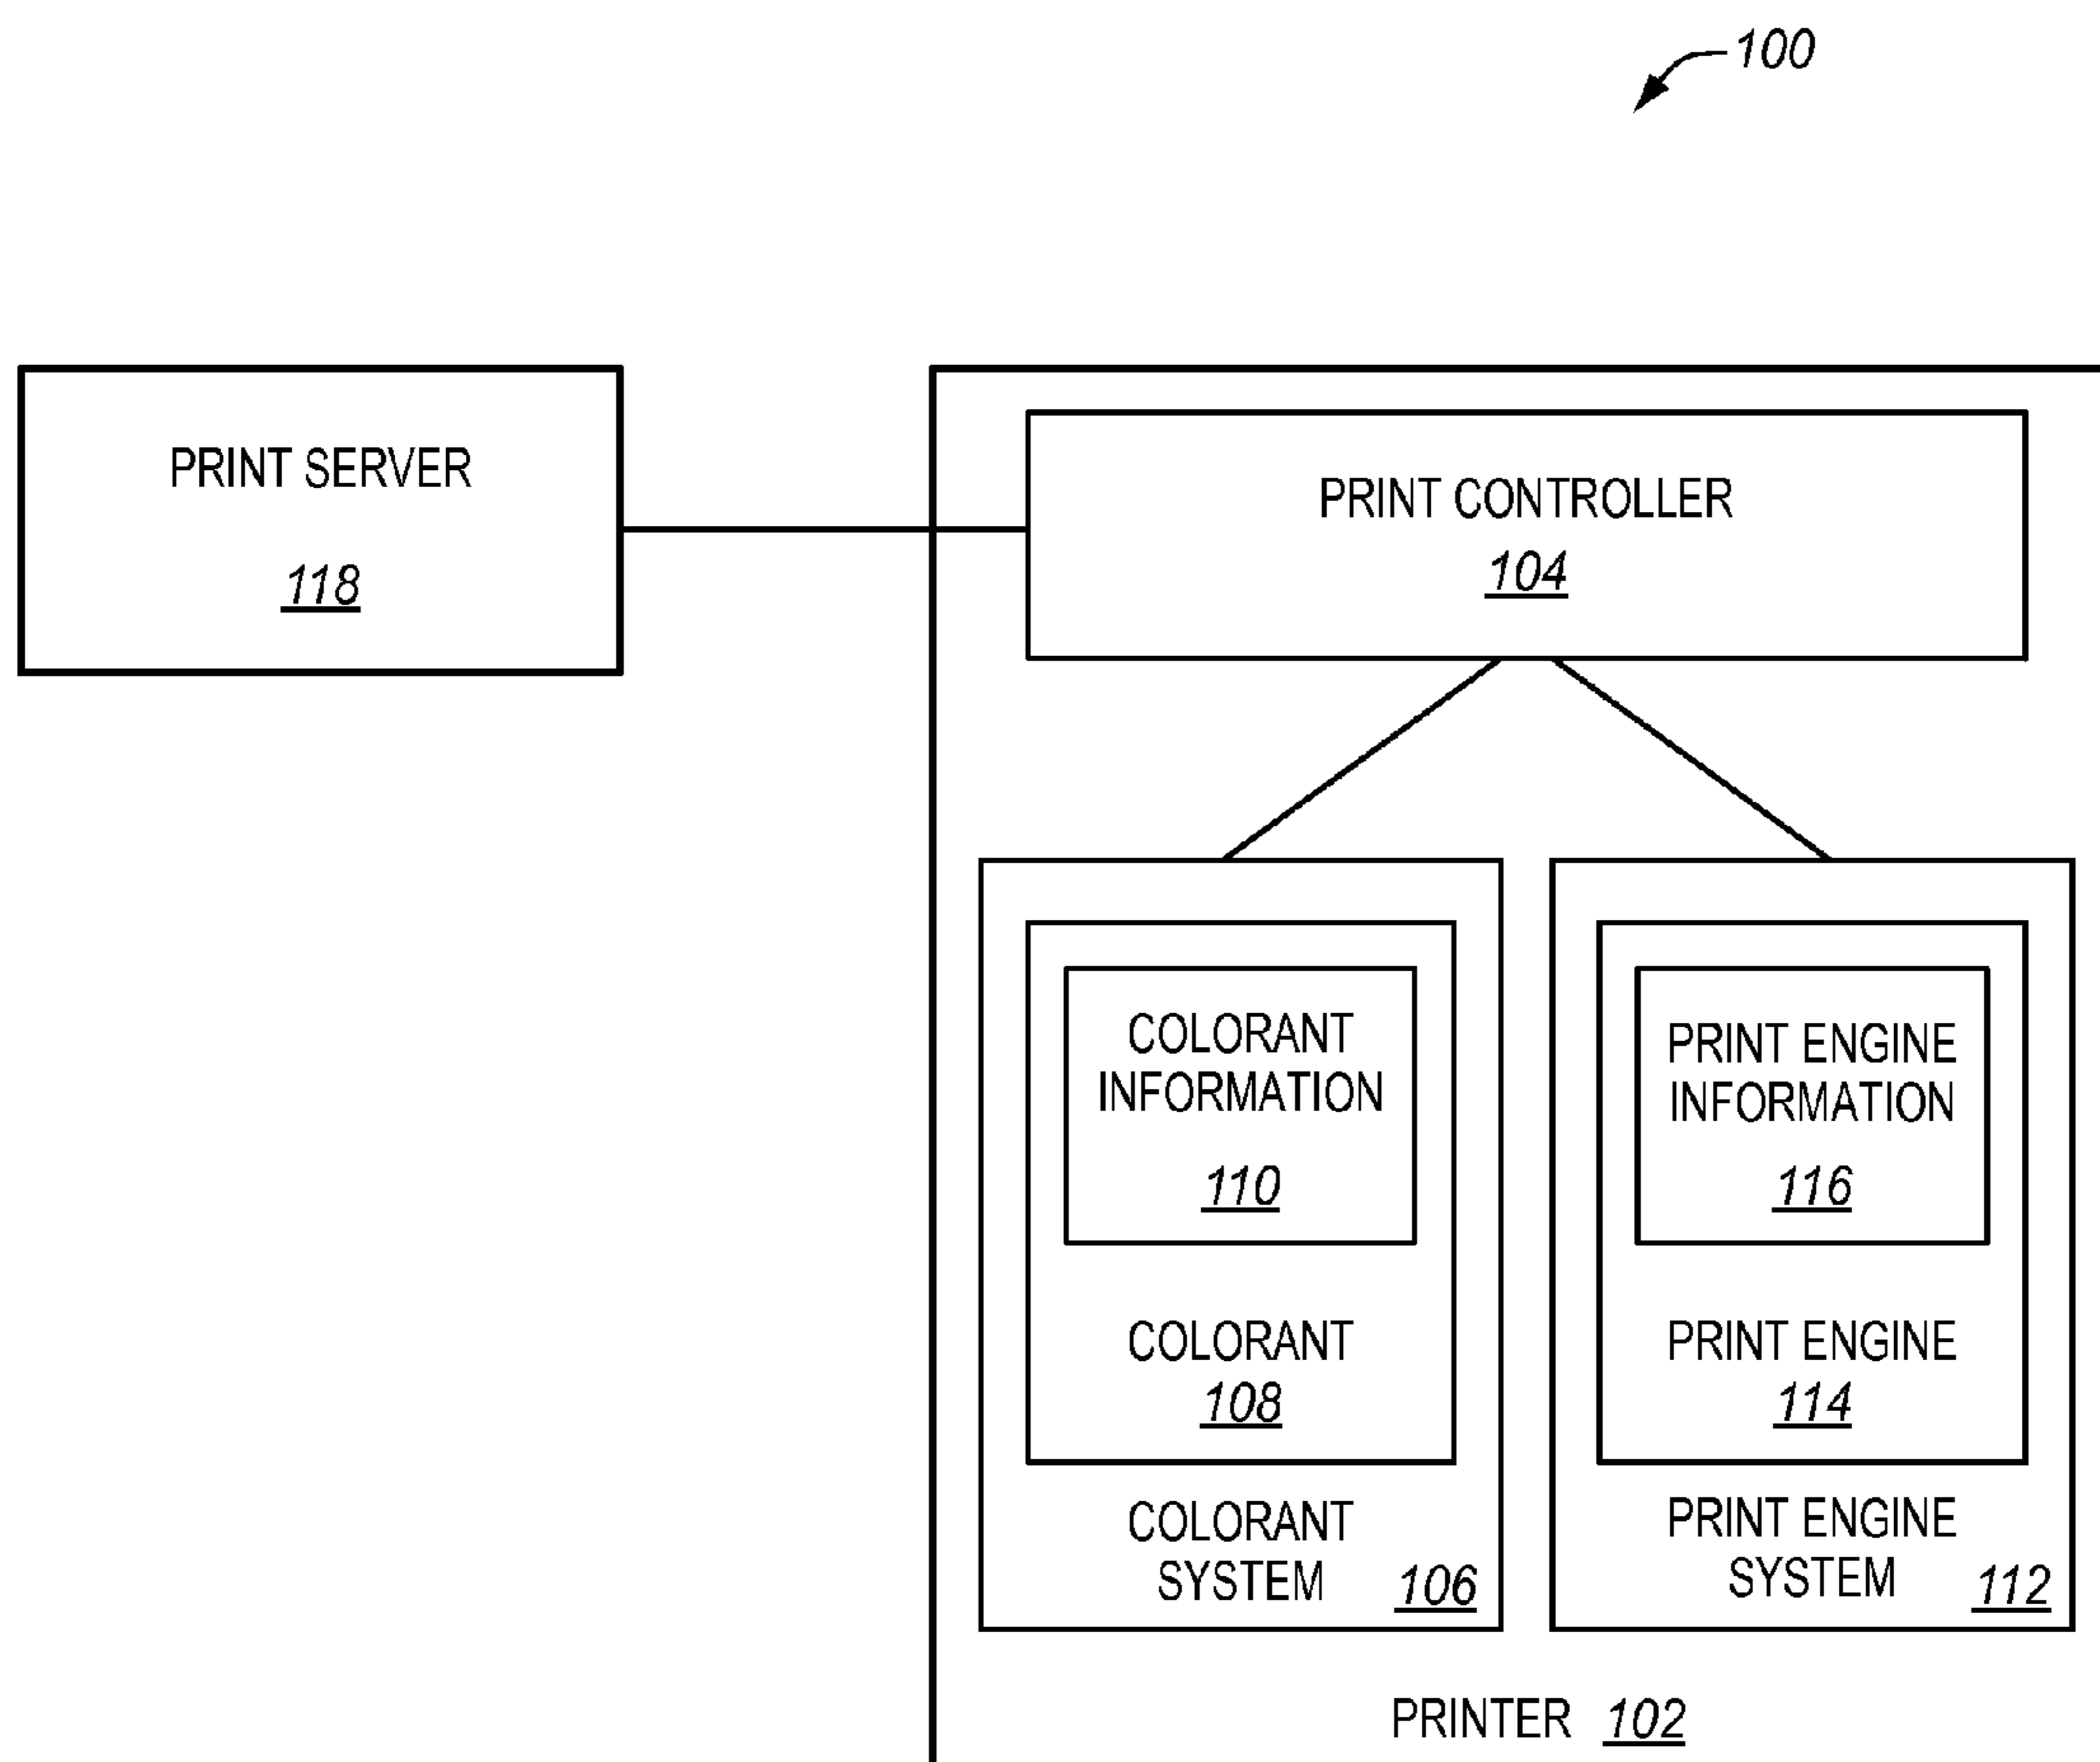 100
PRINT SERVER
118
PRINT CONTROLLER
104
COLORANT
INFORMATION
110
COLORANT
108
COLORANT
SYSTEM
106
PRINT ENGINE
INFORMATION
116
PRINT ENGINE
114
PRINT ENGINE
SYSTEM
112
PRINTER 102